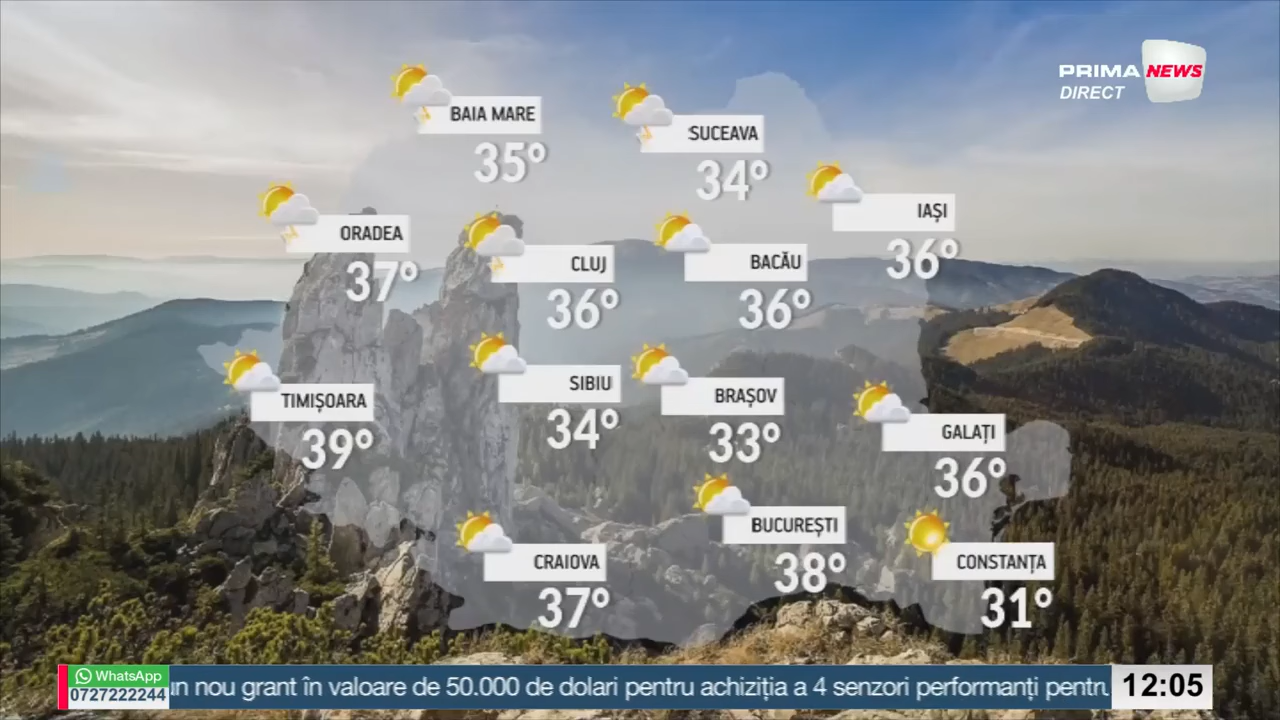 PRIMA NEWS
DIRECT
BAIA MARE
35°
SUCEAVA
34°
IAȘI
36°
ORADEA
37°
CLUJ
36°
BACĂU
36°
TIMIȘOARA
39°
SIBIU
34°
BRAȘOV
33°
GALAȚI
36°
BUCUREȘTI
38°
CRAIOVA
37°
CONSTANȚA
31°
WhatsApp
0727222244
un nou grant în valoare de 50.000 de dolari pentru achiziția a 4 senzori performanți pentru
12:05